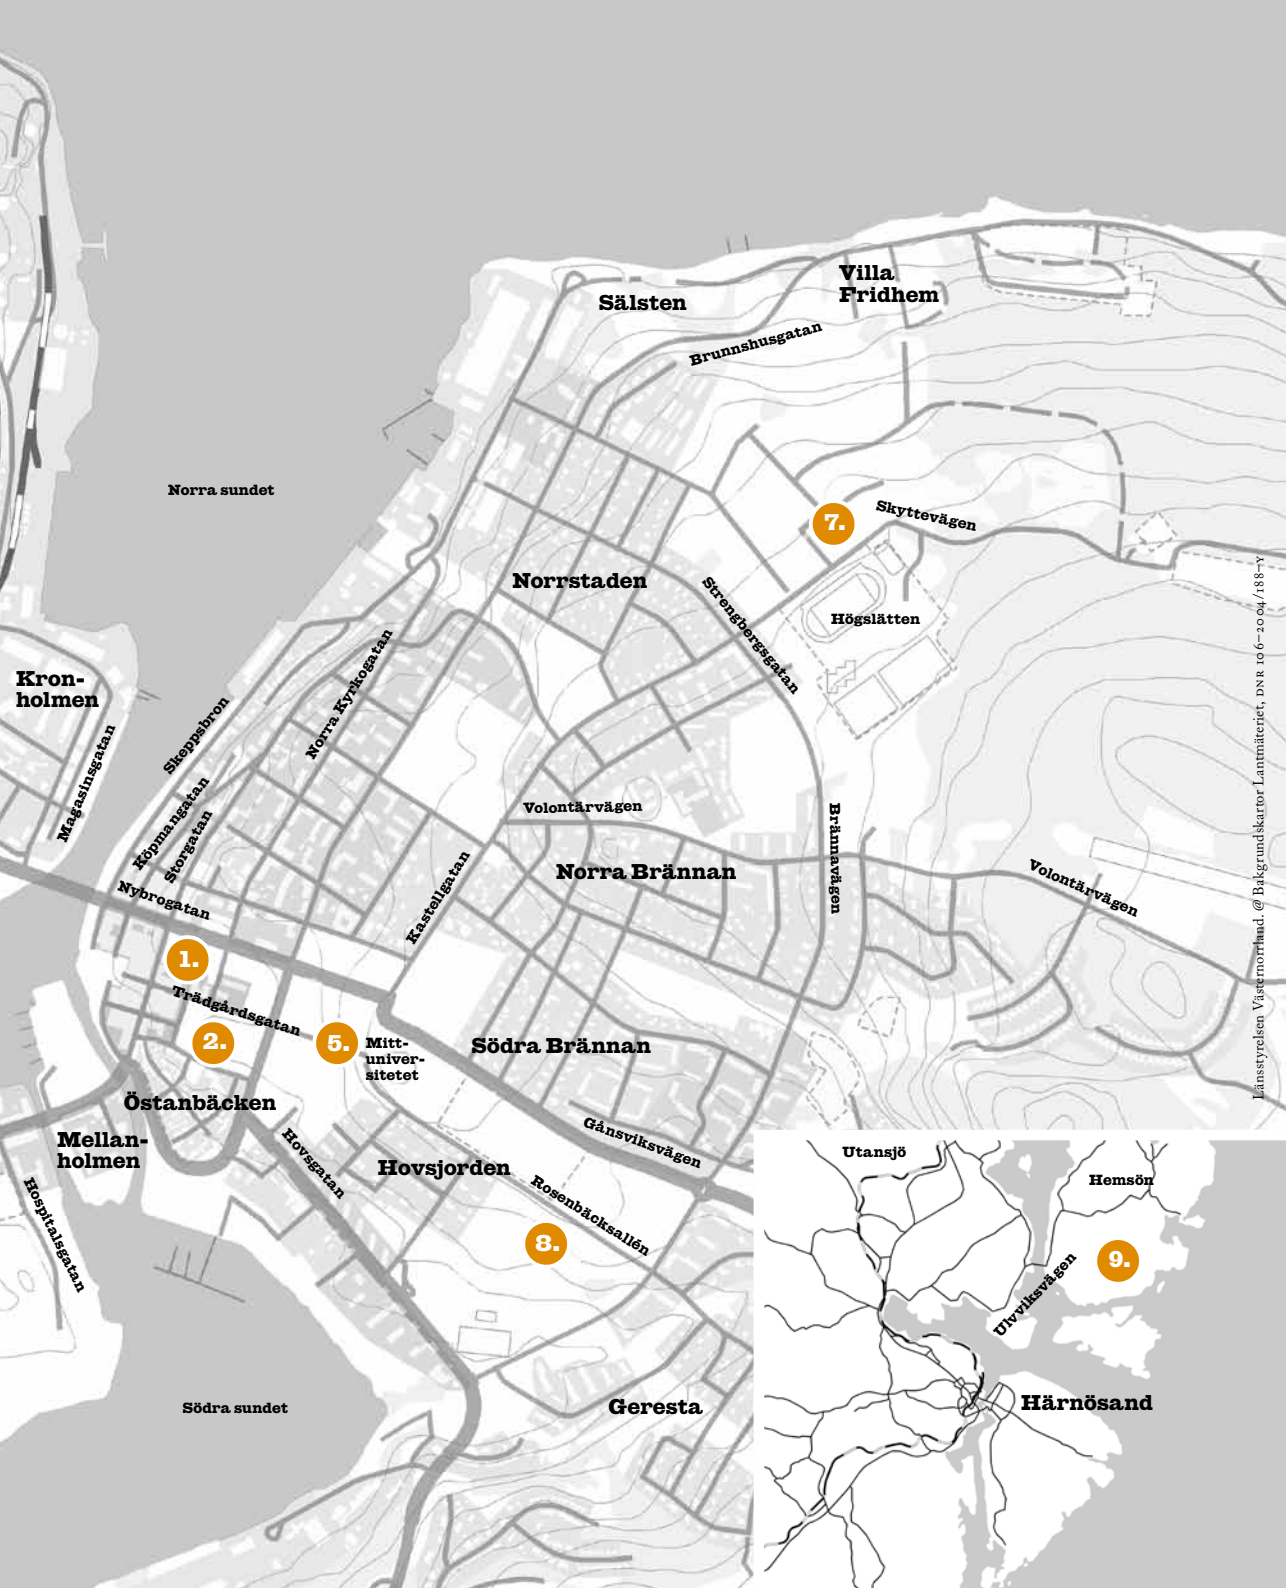 Villa
Fridhem
Sälsten
Brunnshusgatan
Norra sundet
7.
Skyttevägen
Norrstaden
Strengbergsgatan
Högslätten
Kron-
holmen
Magasinsgatan
Skeppsbron
Norra Kyrkogatan
Köpmangatan
Storgatan
Nybrogatan
Volontärvägen
Brännavägen
Norra Brännan
Kastellgatan
Volontärvägen
1.
Trädgårdsgatan
2.
5.
Mitt-
univer-
sitetet
Södra Brännan
Östanbäcken
Mellan-
holmen
Hovsgatan
Hovsjorden
Gånsviksvägen
Rosenbäcksallén
Hospitalsgatan
8.
Södra sundet
Geresta
Utansjö
Hemsön
9.
Ulvviksvägen
Härnösand
Länsstyrelsen Västernorrland. @ Bakgrundskartor Lantmäteriet, DNR 106–2004/188–Y